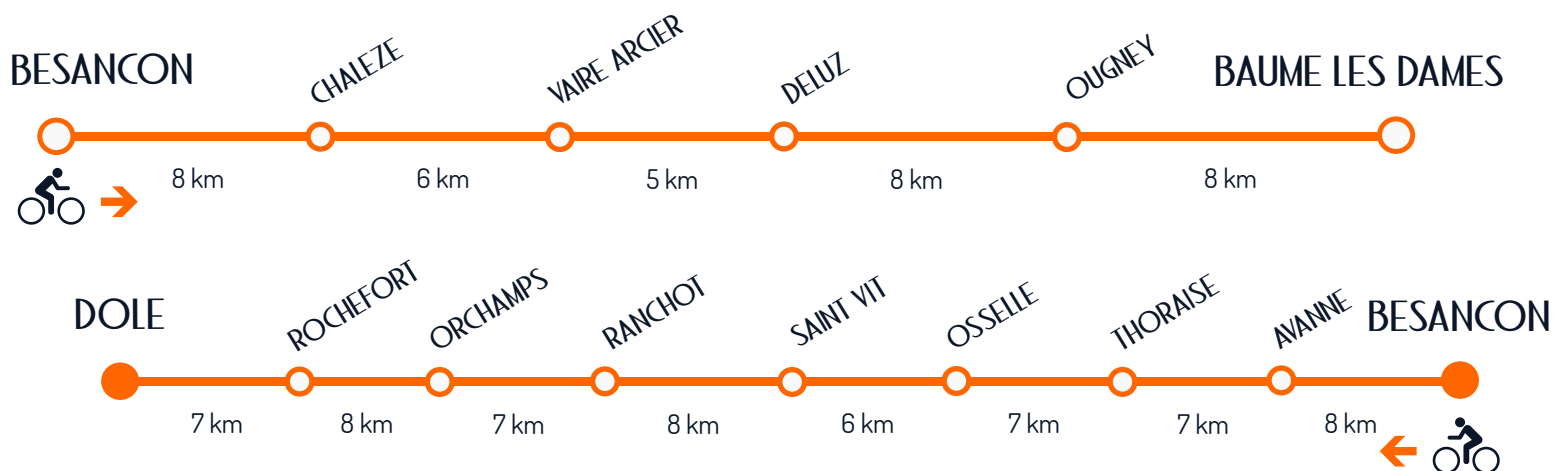 BESANCON
CHALEZE
VAIRE ARCIER
DELUZ
OUGNEY
BAUME LES DAMES
8 km
6 km
5 km
8 km
8 km
DOLE
ROCHEFORT
ORCHAMPS
RANCHOT
SAINT VIT
OSSELLE
THORAISE
AVANNE
BESANCON
7 km
8 km
7 km
8 km
6 km
7 km
7 km
8 km